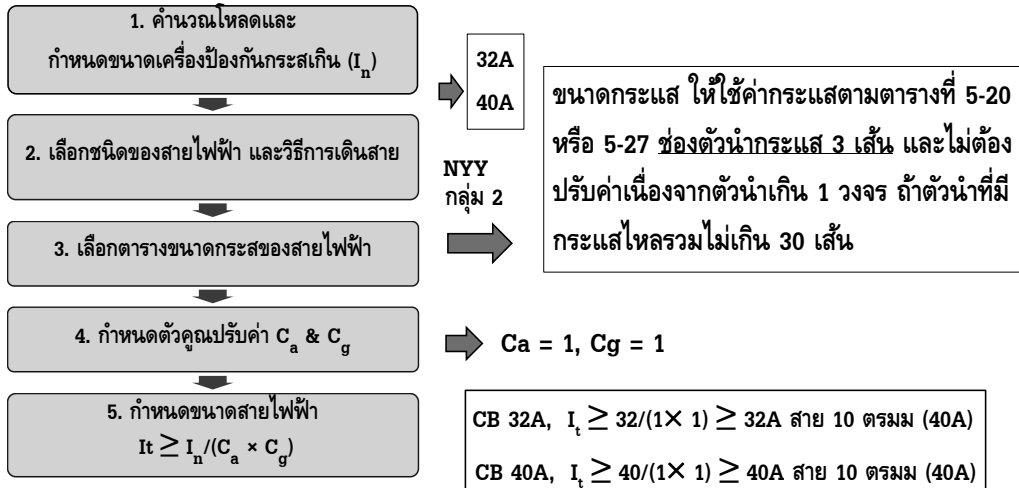 1. คำนวณโหลดและ
กำหนดขนาดเครื่องป้องกันกระสเกิน (I_n)
32A
40A
2. เลือกชนิดของสายไฟฟ้า และวิธีการเดินสาย
NYY
กลุ่ม 2
ขนาดกระแส ให้ใช้ค่ากระแสตามตารางที่ 5-20
หรือ 5-27 ช่องตัวนำกระแส 3 เส้น และไม่ต้อง
ปรับค่าเนื่องจากตัวนำเกิน 1 วงจร ถ้าตัวนำที่มี
กระแสไหลรวมไม่เกิน 30 เส้น
3. เลือกตารางขนาดกระสของสายไฟฟ้า
4. กำหนดตัวคูณปรับค่า C_a & C_g
Ca = 1, Cg = 1
5. กำหนดขนาดสายไฟฟ้า
It ≥ I_n/(C_a × C_g)
CB 32A, I_t ≥ 32/(1× 1) ≥ 32A สาย 10 ตรมม (40A)
CB 40A, I_t ≥ 40/(1× 1) ≥ 40A สาย 10 ตรมม (40A)